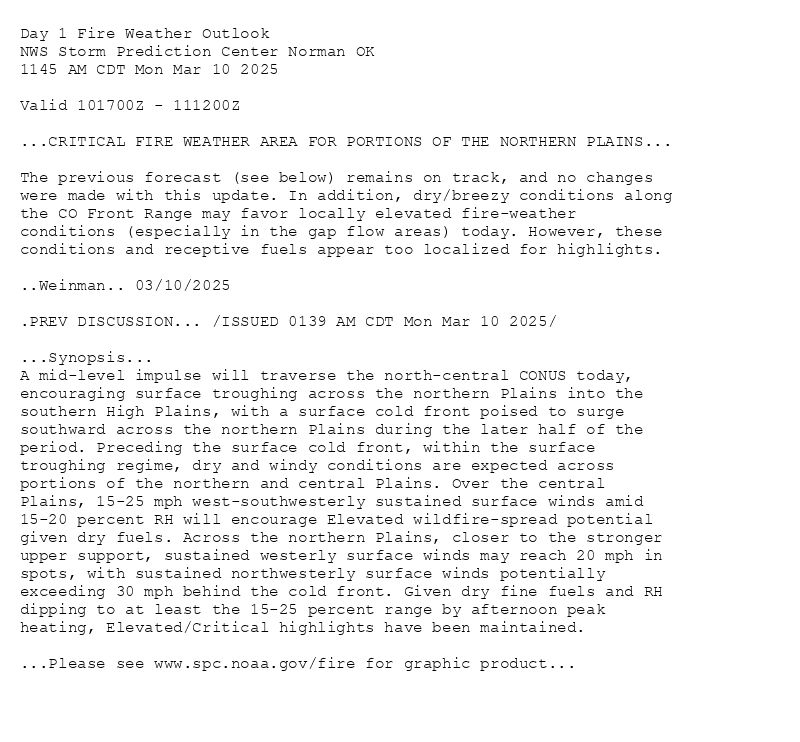 Day 1 Fire Weather Outlook
NWS Storm Prediction Center Norman OK
1145 AM CDT Mon Mar 10 2025
Valid 101700Z - 111200Z
...CRITICAL FIRE WEATHER AREA FOR PORTIONS OF THE NORTHERN PLAINS...
The previous forecast (see below) remains on track, and no changes
were made with this update. In addition, dry/breezy conditions along
the CO Front Range may favor locally elevated fire-weather
conditions (especially in the gap flow areas) today. However, these
conditions and receptive fuels appear too localized for highlights.
..Weinman.. 03/10/2025
.PREV DISCUSSION... /ISSUED 0139 AM CDT Mon Mar 10 2025/
...Synopsis...
A mid-level impulse will traverse the north-central CONUS today,
encouraging surface troughing across the northern Plains into the
southern High Plains, with a surface cold front poised to surge
southward across the northern Plains during the later half of the
period. Preceding the surface cold front, within the surface
troughing regime, dry and windy conditions are expected across
portions of the northern and central Plains. Over the central
Plains, 15-25 mph west-southwesterly sustained surface winds amid
15-20 percent RH will encourage Elevated wildfire-spread potential
given dry fuels. Across the northern Plains, closer to the stronger
upper support, sustained westerly surface winds may reach 20 mph in
spots, with sustained northwesterly surface winds potentially
exceeding 30 mph behind the cold front. Given dry fine fuels and RH
dipping to at least the 15-25 percent range by afternoon peak
heating, Elevated/Critical highlights have been maintained.
...Please see www.spc.noaa.gov/fire for graphic product...